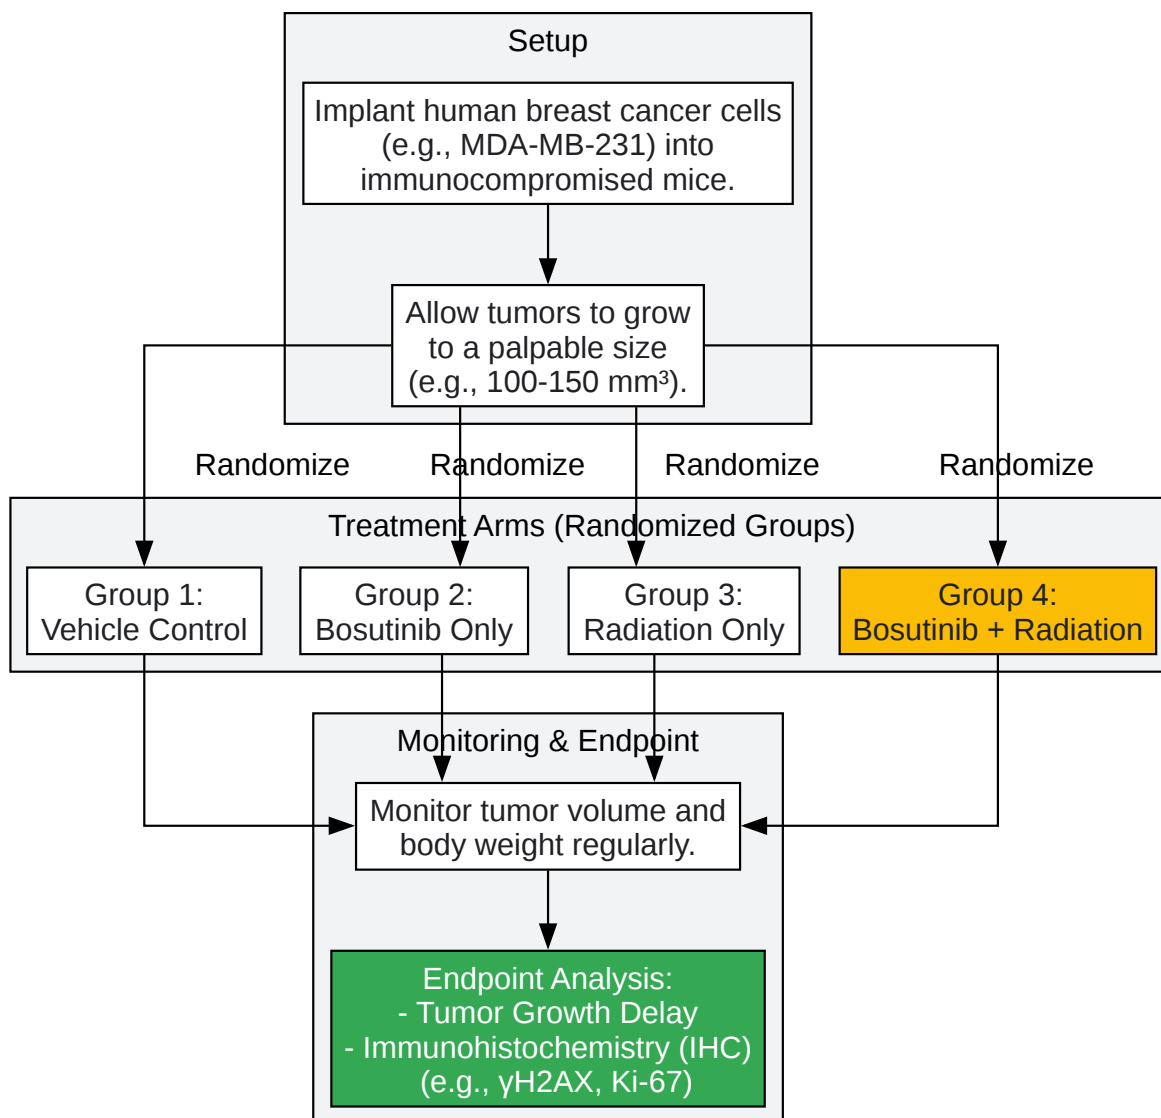 Setup
Implant human breast cancer cells
(e.g., MDA-MB-231) into
immunocompromised mice.
Allow tumors to grow
to a palpable size
(e.g., 100-150 mm³).
Randomize
Randomize
Randomize
Randomize
Treatment Arms (Randomized Groups)
Group 1:
Vehicle Control
Group 2:
Bosutinib Only
Group 3:
Radiation Only
Group 4:
Bosutinib + Radiation
Monitoring & Endpoint
Monitor tumor volume and
body weight regularly.
Endpoint Analysis:
- Tumor Growth Delay
- Immunohistochemistry (IHC)
(e.g., γH2AX, Ki-67)